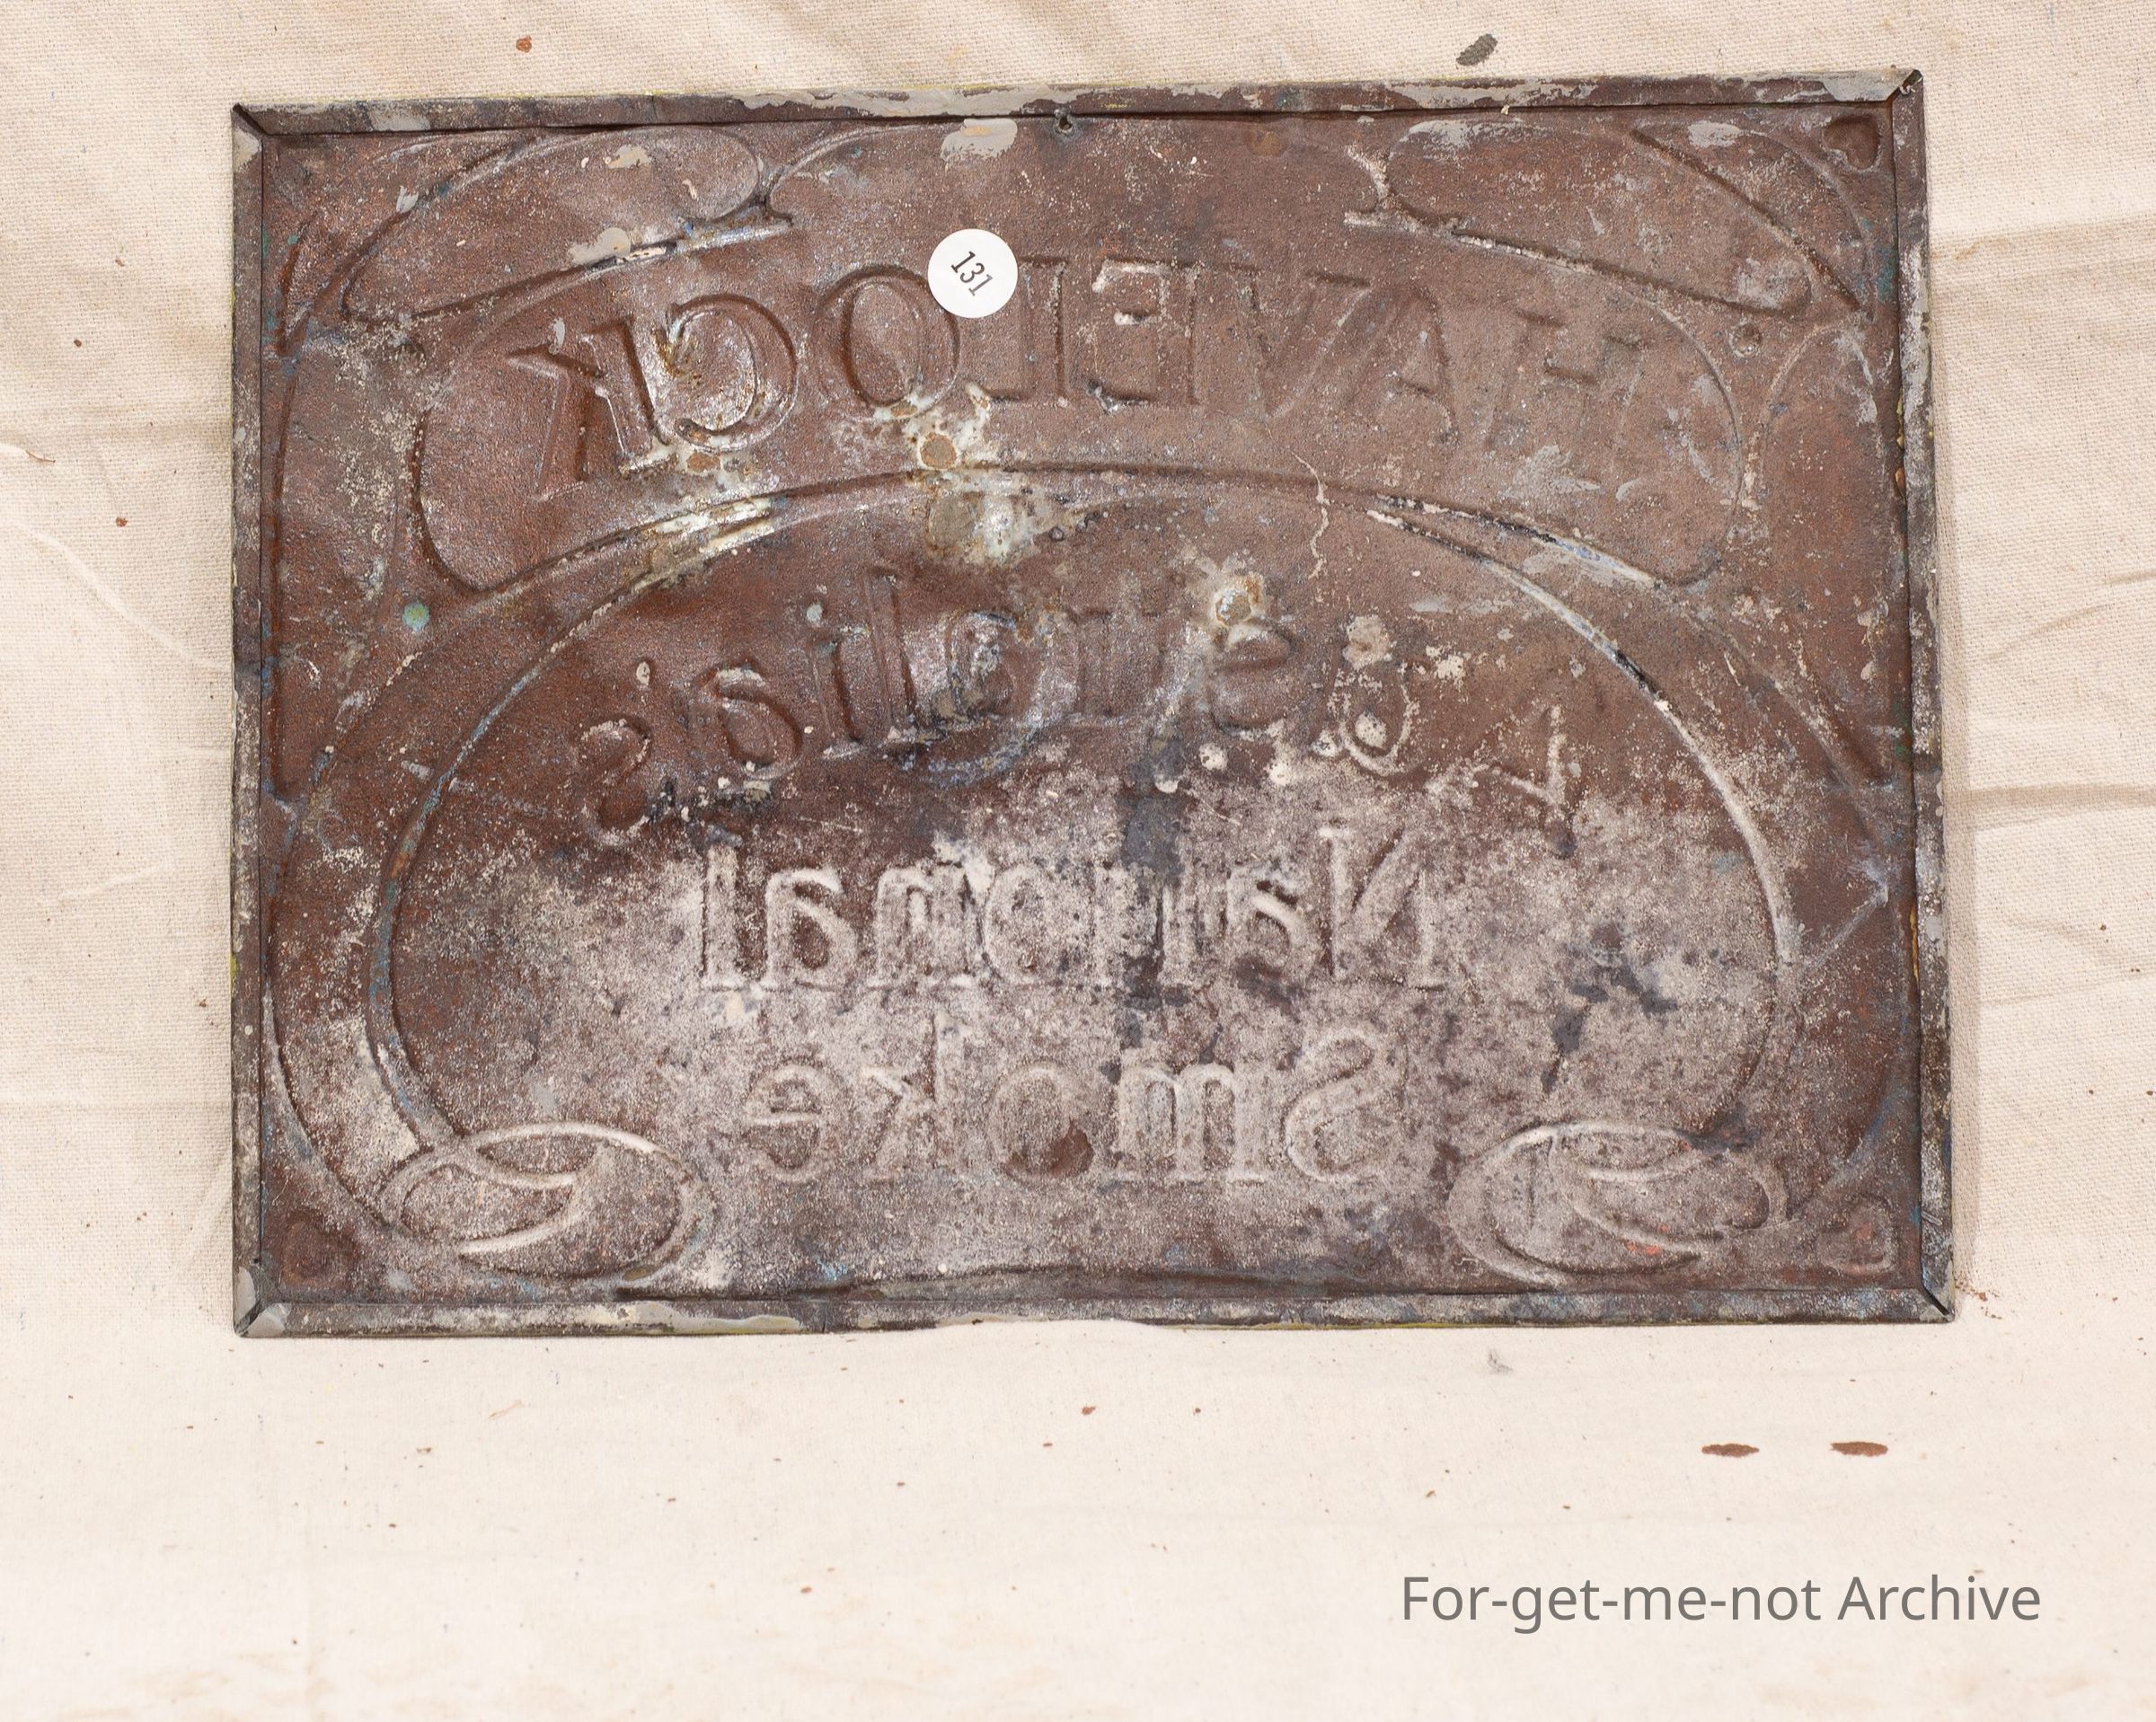 131
HAVELOCK
Australia's
National
Smoke
For-get-me-not Archive